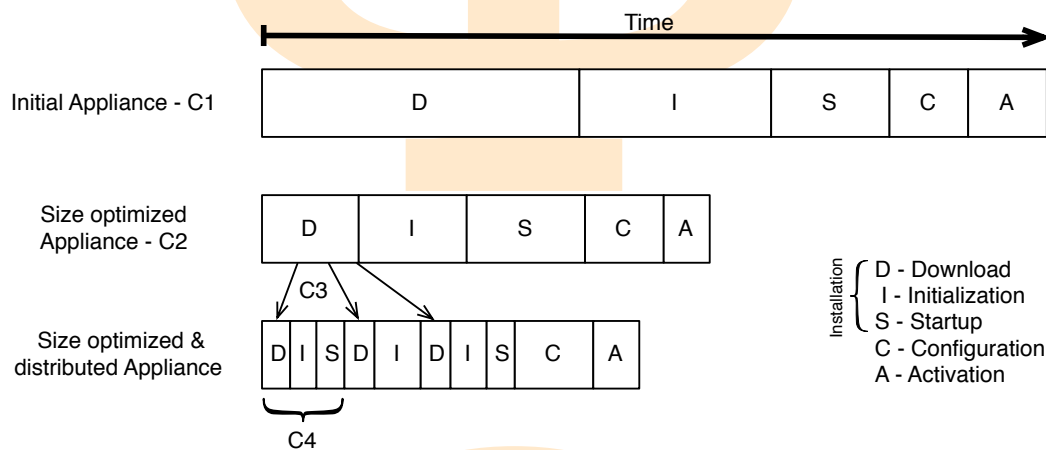 Time
Initial Appliance - C1
D I S C A
Size optimized
Appliance - C2
D I S C A
C3
Size optimized &
distributed Appliance
D I S D I D I S C A
C4
Installation
D - Download
I - Initialization
S - Startup
C - Configuration
A - Activation